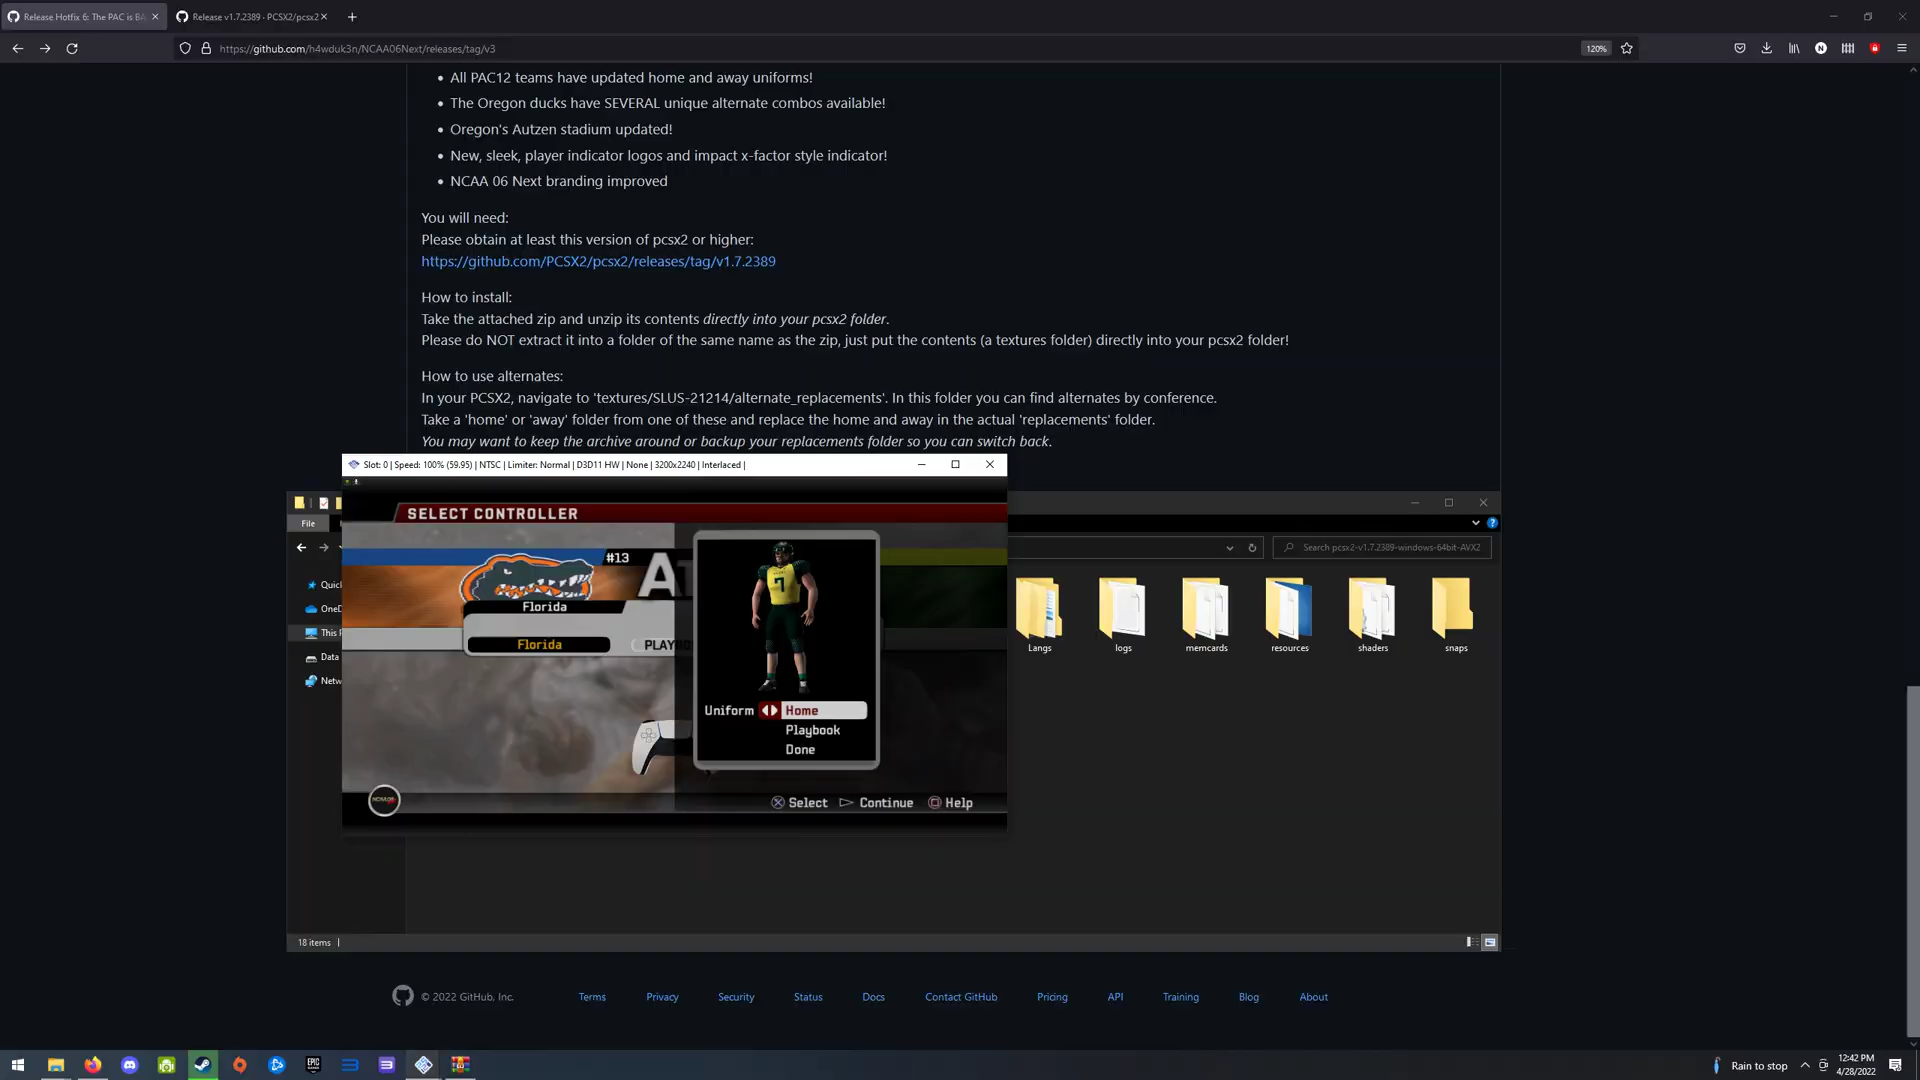 Release Hotfix 6: The PAC is BA
Release v1.7.2389 · PCSX2/pcsx2
https://github.com/h4wduk3n/NCAA06Next/releases/tag/v3
120%
All PAC12 teams have updated home and away uniforms!
The Oregon ducks have SEVERAL unique alternate combos available!
Oregon's Autzen stadium updated!
New, sleek, player indicator logos and impact x-factor style indicator!
NCAA 06 Next branding improved
You will need:
Please obtain at least this version of pcsx2 or higher:
https://github.com/PCSX2/pcsx2/releases/tag/v1.7.2389
How to install:
Take the attached zip and unzip its contents directly into your pcsx2 folder.
Please do NOT extract it into a folder of the same name as the zip, just put the contents (a textures folder) directly into your pcsx2 folder!
How to use alternates:
In your PCSX2, navigate to 'textures/SLUS-21214/alternate_replacements'. In this folder you can find alternates by conference.
Take a 'home' or 'away' folder from one of these and replace the home and away in the actual 'replacements' folder.
You may want to keep the archive around or backup your replacements folder so you can switch back.
Slot: 0 | Speed: 100% (59.95) | NTSC | Limiter: Normal | D3D11 HW | None | 3200x2240 | Interlaced |
File
SELECT CONTROLLER
Search pcsx2-v1.7.2389-windows-64bit-AVX2
#13
At
7
Quic
OneD
This P
Data
Netw
Florida
Florida
PLAYB
Uniform Home
Playbook
Done
Select
Continue
Help
Langs
logs
memcards
resources
shaders
snaps
18 items
© 2022 GitHub, Inc.
Terms
Privacy
Security
Status
Docs
Contact GitHub
Pricing
API
Training
Blog
About
EPIC
Rain to stop
12:42 PM
4/28/2022